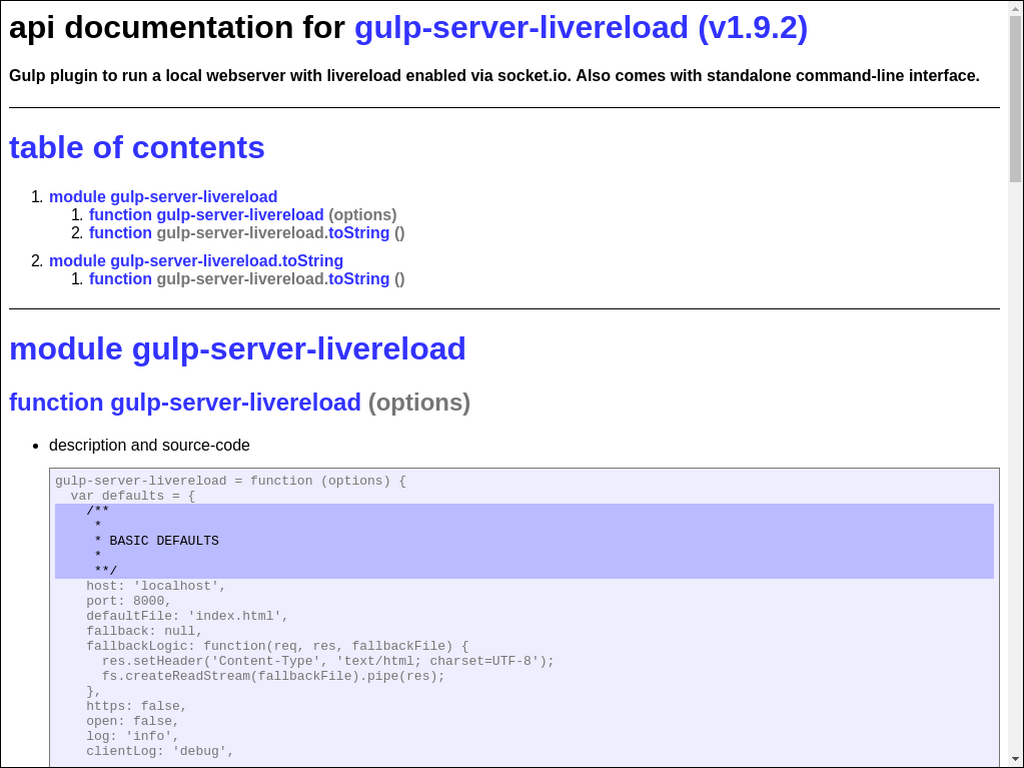 api documentation for gulp-server-livereload (v1.9.2)
Gulp plugin to run a local webserver with livereload enabled via socket.io. Also comes with standalone command-line interface.
table of contents
1. module gulp-server-livereload
1. function gulp-server-livereload (options)
2. function gulp-server-livereload.toString ()
2. module gulp-server-livereload.toString
1. function gulp-server-livereload.toString ()
module gulp-server-livereload
function gulp-server-livereload (options)
• description and source-code
gulp-server-livereload = function (options) {
  var defaults = {
    /**
     *
     * BASIC DEFAULTS
     *
     **/
    host: 'localhost',
    port: 8000,
    defaultFile: 'index.html',
    fallback: null,
    fallbackLogic: function(req, res, fallbackFile) {
      res.setHeader('Content-Type', 'text/html; charset=UTF-8');
      fs.createReadStream(fallbackFile).pipe(res);
    },
    https: false,
    open: false,
    log: 'info',
    clientLog: 'debug',